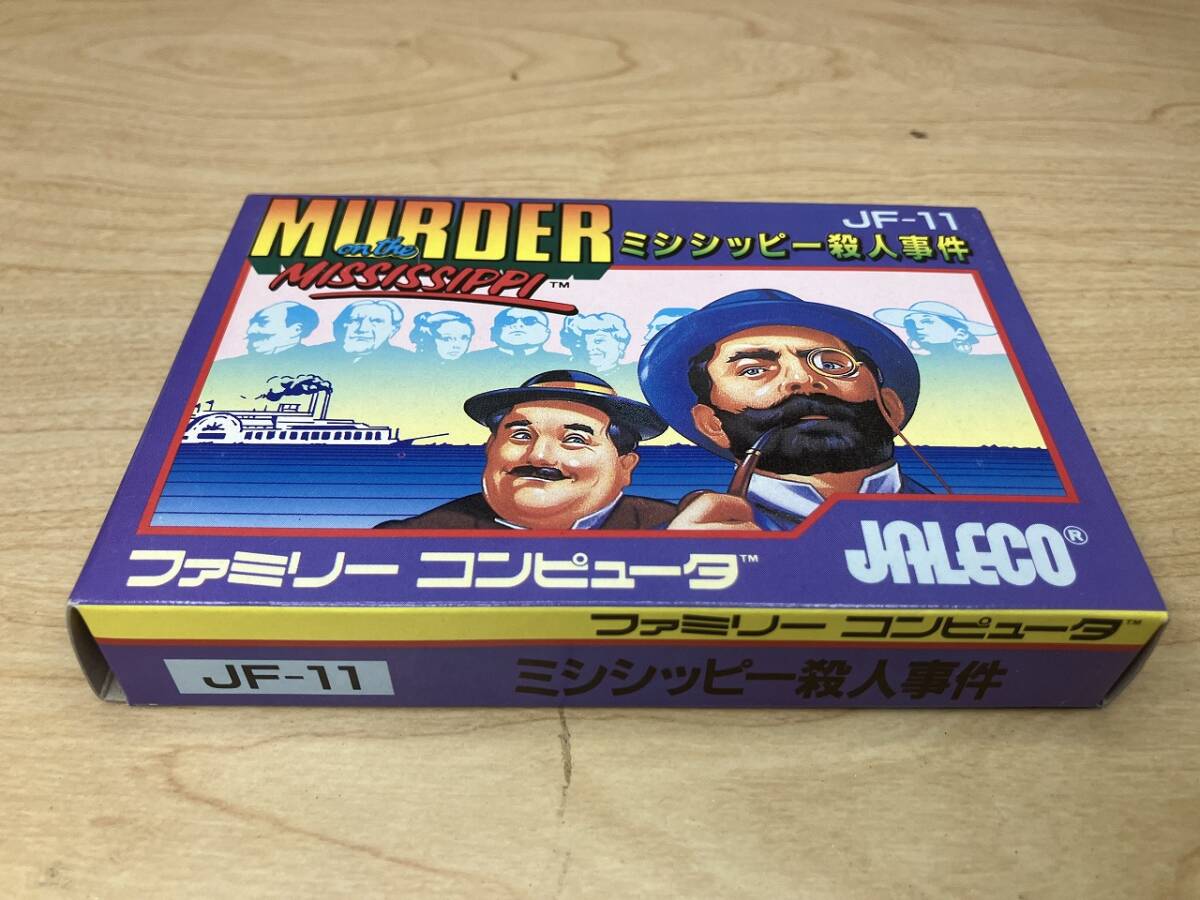 MURDER
on the
MISSISSIPPI™
JF-11
ミシシッピー殺人事件
ファミリー コンピュータ™
JALECO®
ファミリー コンピュータ™
JF-11
ミシシッピー殺人事件